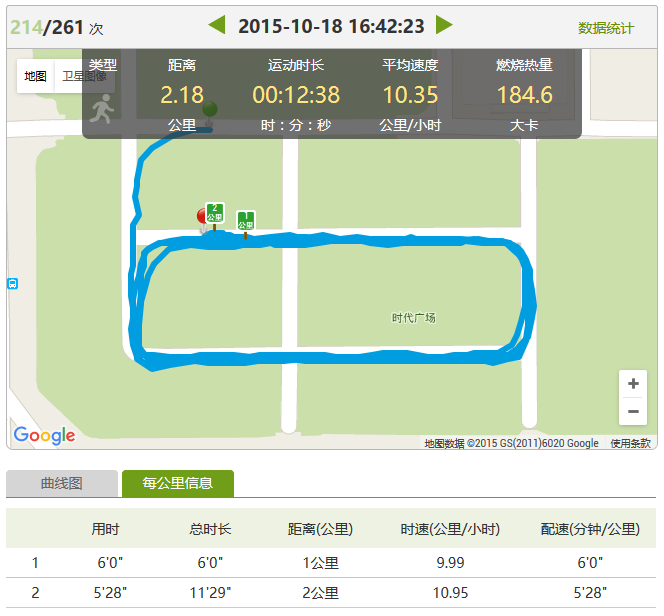 214/261 次 2015-10-18 16:42:23 数据统计
地图 卫星图像
类型 距离 运动时长 平均速度 燃烧热量
2.18 00:12:38 10.35 184.6
公里 时：分：秒 公里/小时 大卡
2 公里
1 公里
时代广场
Google
地图数据 ©2015 GS(2011)6020 Google 使用条款
曲线图 每公里信息
用时 总时长 距离(公里) 时速(公里/小时) 配速(分钟/公里)
1 6'0" 6'0" 1公里 9.99 6'0"
2 5'28" 11'29" 2公里 10.95 5'28"